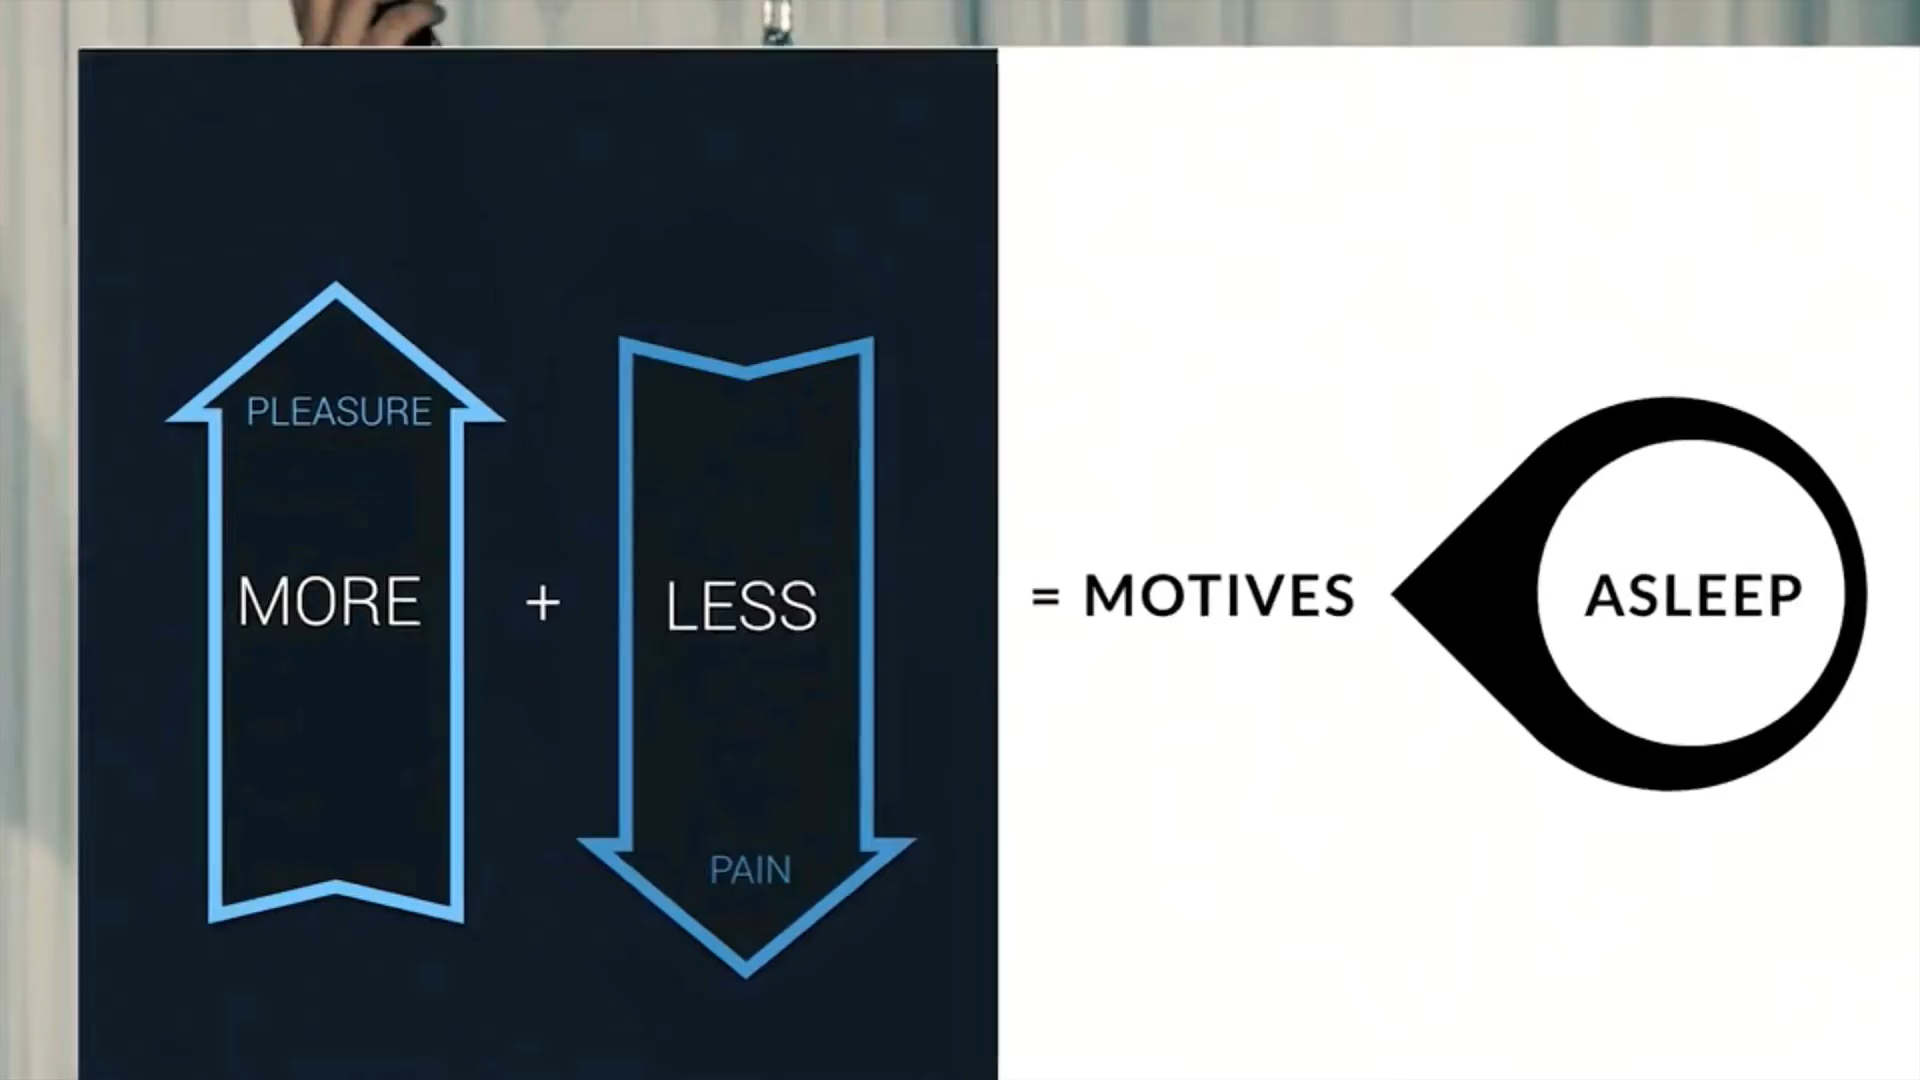 PLEASURE
MORE + LESS
PAIN
= MOTIVES
ASLEEP